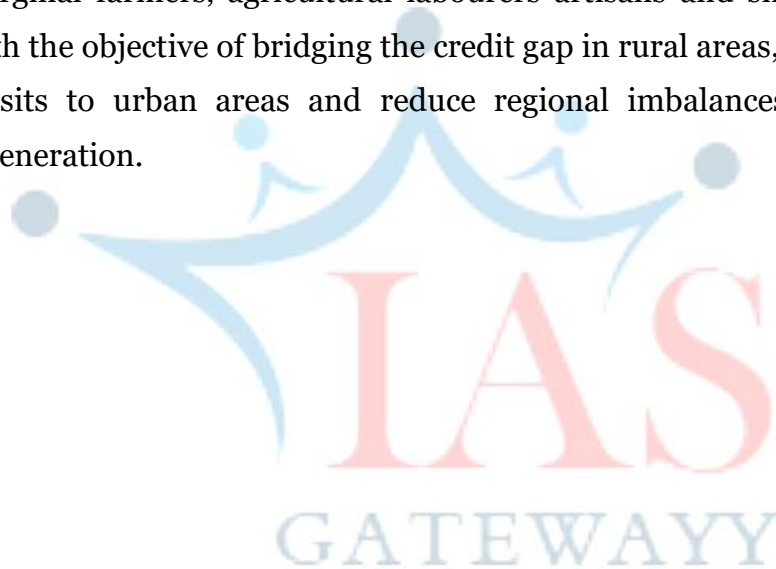 rginal farmers, agricultural labourers artisans and sm
th the objective of bridging the credit gap in rural areas,
sits to urban areas and reduce regional imbalances
eneration.
IAS
GATEWAYY